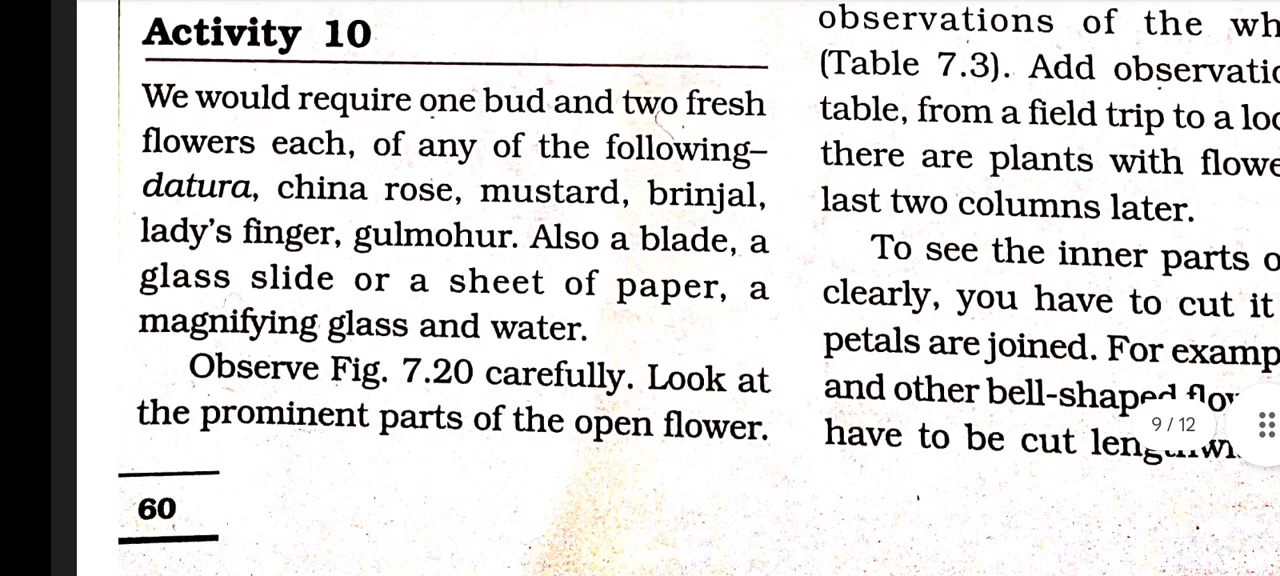 Activity 10
We would require one bud and two fresh
flowers each, of any of the following–
datura, china rose, mustard, brinjal,
lady's finger, gulmohur. Also a blade, a
glass slide or a sheet of paper, a
magnifying glass and water.
Observe Fig. 7.20 carefully. Look at
the prominent parts of the open flower.
60
observations of the
(Table 7.3). Add
table, from a field trip to a
there are plants with
last two columns later.
To see the inner parts
clearly, you have to cut it
petals are joined. For
and other bell-shaped
have to be cut
9 / 12